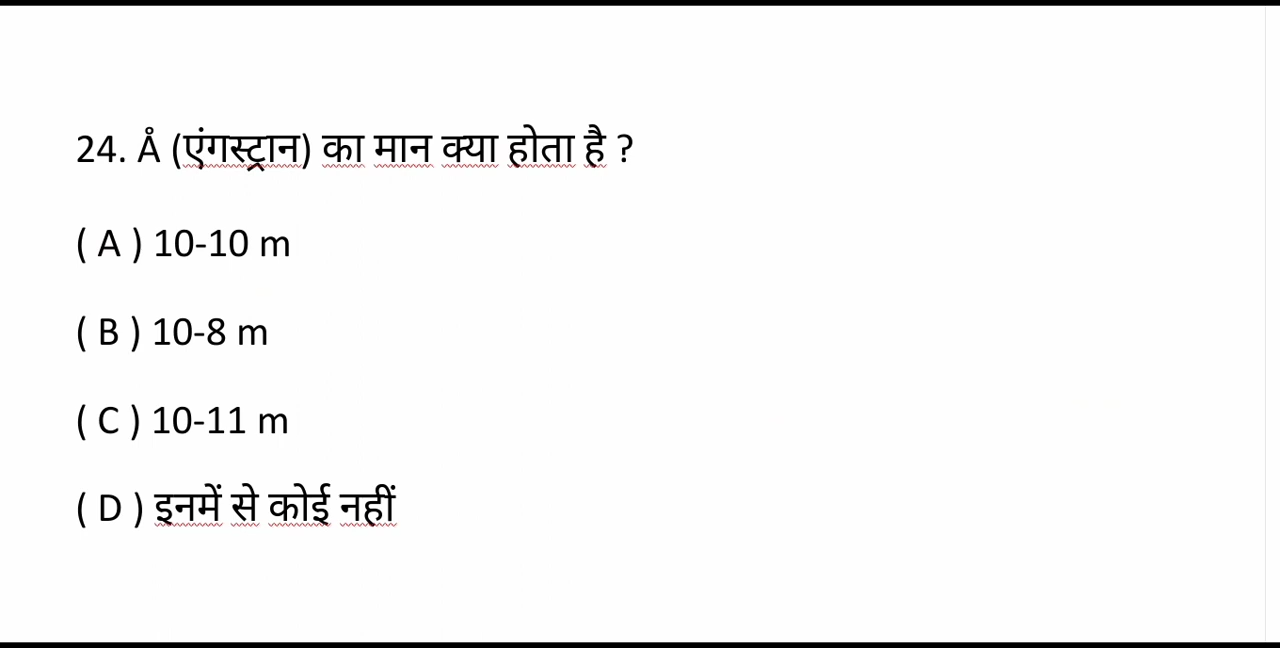 24. Å (एंगस्ट्रान) का मान क्या होता है ?
( A ) 10-10 m
( B ) 10-8 m
( C ) 10-11 m
( D ) इनमें से कोई नहीं